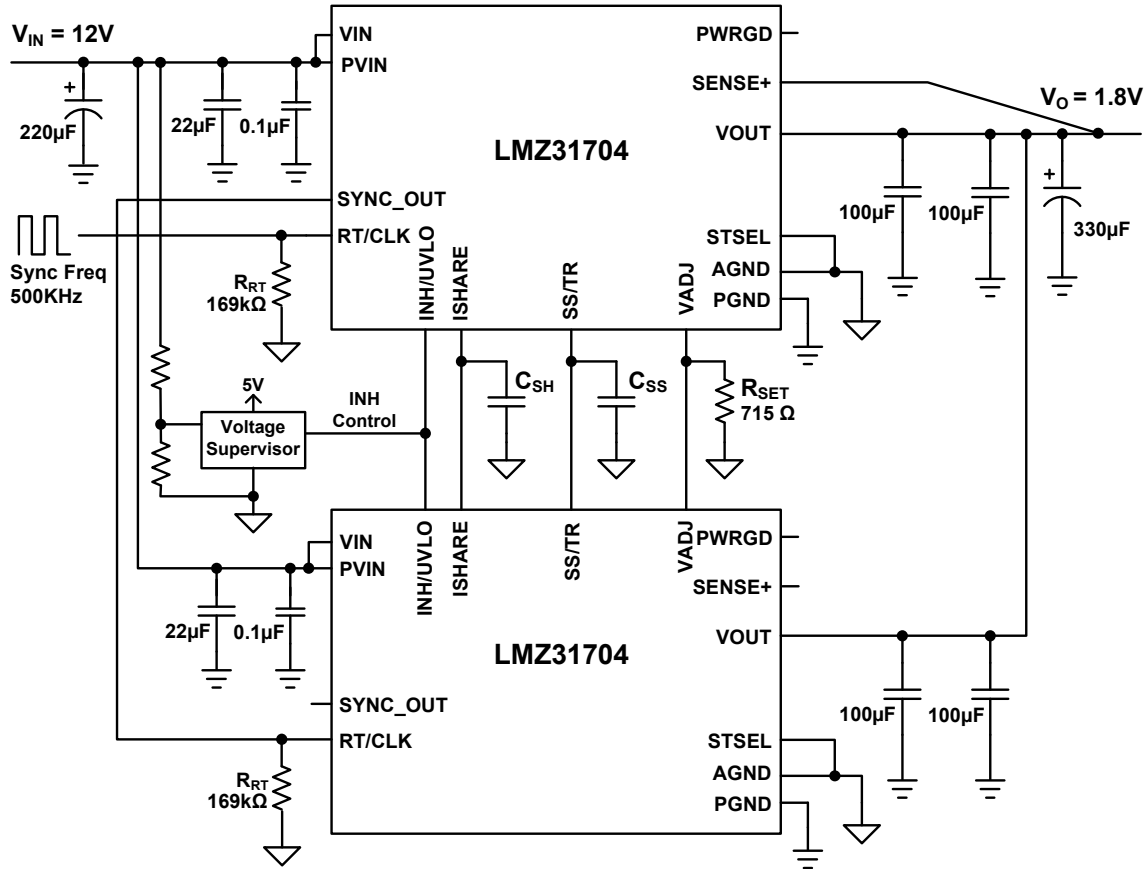 V_IN = 12V
VIN
PVIN
220µF
+
22µF
0.1µF
SYNC_OUT
RT/CLK
Sync Freq
500KHz
R_RT
169kΩ
LMZ31704
INH/UVLO
ISHARE
SS/TR
VADJ
PWRGD
SENSE+
VOUT
STSEL
AGND
PGND
V_O = 1.8V
100µF
100µF
+
330µF
5V
Voltage
Supervisor
INH
Control
C_SH
C_SS
R_SET
715 Ω
VIN
PVIN
22µF
0.1µF
SYNC_OUT
RT/CLK
R_RT
169kΩ
LMZ31704
INH/UVLO
ISHARE
SS/TR
VADJ
PWRGD
SENSE+
VOUT
STSEL
AGND
PGND
100µF
100µF